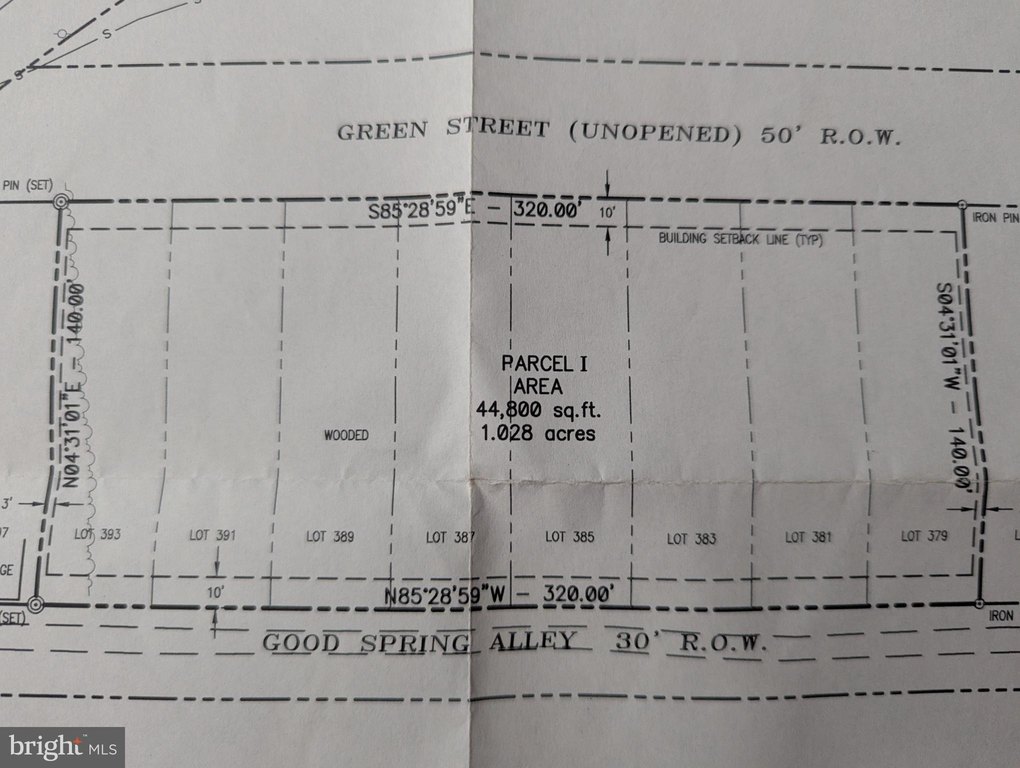 S
S
S
GREEN STREET (UNOPENED) 50' R.O.W.
PIN (SET)
S85°28'59"E - 320.00'
10'
IRON PIN
BUILDING SETBACK LINE (TYP)
N04°31'01"E - 140.00'
S04°31'01"W - 140.00'
PARCEL I
AREA
44,800 sq.ft.
1.028 acres
WOODED
3'
LOT 393
LOT 391
LOT 389
LOT 387
LOT 385
LOT 383
LOT 381
LOT 379
L
97
GE
10'
N85°28'59"W - 320.00'
(SET)
IRON
GOOD SPRING ALLEY 30' R.O.W.
bright MLS